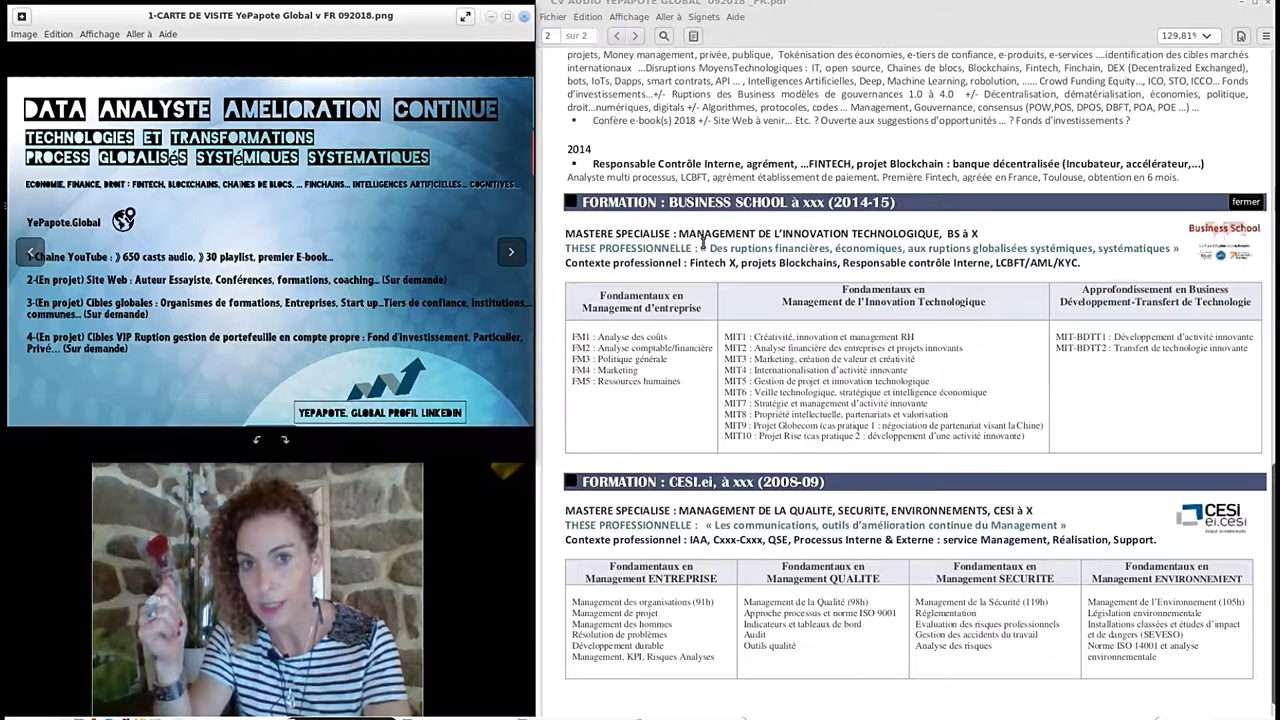 1-CARTE DE VISITE YePapote Global v FR 092018.png
Image Edition Affichage Aller à Aide
DATA ANALYSTE AMELIORATION CONTINUE
TECHNOLOGIES ET TRANSFORMATIONS
PROCESS GLOBALISéS SYSTéMIQUES SYSTEMATIQUES
ECONOMIE, FINANCE, DROIT : FINTECH, BLOCKCHAINS, CHAîNES DE BLOCS, ... FINCHAINS... INTELLIGENCES ARTIFICIELLES... COGNITIVES...
YePapote.Global
Chaine YouTube : 》650 casts audio, 》30 playlist, premier E-book...
2-(En projet) Site Web : Auteur Essayiste, Conférences, formations, coaching... (Sur demande)
3-(En projet) Cibles globales : Organismes de formations, Entreprises, Start up...Tiers de confiance, Institutions,...
communes... (Sur demande)
4-(En projet) Cibles VIP Ruption gestion de portefeuille en compte propre : Fond d'investissement, Particulier,
Privé... (Sur demande)
YEPAPOTE. GLOBAL PROFIL LINKEDIN
CV AUDIO YEPAPOTE GLOBAL 092018 _FR.pdf
Fichier Edition Affichage Aller à Signets Aide
2 sur 2
129,81%
projets, Money management, privée, publique, Tokénisation des économies, e-tiers de confiance, e-produits, e-services ....identification des cibles marchés
internationaux ...Disruptions MoyensTechnologiques : IT, open source, Chaines de blocs, Blockchains, Fintech, Finchain, DEX (Decentralized Exchanged),
bots, IoTs, Dapps, smart contrats, API ... , Intelligences Artificielles, Deep, Machine Learning, robolution, ...... Crowd Funding Equity..., ICO, STO, ICCO... Fonds
d'investissements...+/- Ruptions des Business modèles de gouvernances 1.0 à 4.0 +/- Décentralisation, dématérialisation, économies, politique,
droit...numériques, digitals +/- Algorithmes, protocoles, codes ... Management, Gouvernance, consensus (POW,POS, DPOS, DBFT, POA, POE ...) ...
▪ Confère e-book(s) 2018 +/- Site Web à venir... Etc. ? Ouverte aux suggestions d'opportunités ... ? Fonds d'investissements ?
2014
▪ Responsable Contrôle Interne, agrément, ...FINTECH, projet Blockchain : banque décentralisée (Incubateur, accélérateur,...)
Analyste multi processus, LCBFT, agrément établissement de paiement. Première Fintech, agréée en France, Toulouse, obtention en 6 mois.
FORMATION : BUSINESS SCHOOL à xxx (2014-15)
fermer
MASTERE SPECIALISE : MANAGEMENT DE L'INNOVATION TECHNOLOGIQUE, BS à X
THESE PROFESSIONNELLE : « Des ruptions financières, économiques, aux ruptions globalisées systémiques, systématiques »
Contexte professionnel : Fintech X, projets Blockchains, Responsable contrôle Interne, LCBFT/AML/KYC.
Business School
Fondamentaux en
Management d'entreprise
Fondamentaux en
Management de l'Innovation Technologique
Approfondissement en Business
Développement-Transfert de Technologie
FM1 : Analyse des coûts
FM2 : Analyse comptable/financière
FM3 : Politique générale
FM4 : Marketing
FM5 : Ressources humaines
MIT1 : Créativité, innovation et management RH
MIT2 : Analyse financière des entreprises et projets innovants
MIT3 : Marketing, création de valeur et créativité
MIT4 : Internationalisation d'activité innovante
MIT5 : Gestion de projet et innovation technologique
MIT6 : Veille technologique, stratégique et intelligence économique
MIT7 : Stratégie et management d'activité innovante
MIT8 : Propriété intellectuelle, partenariats et valorisation
MIT9 : Projet Globecom (cas pratique 1 : négociation de partenariat visant la Chine)
MIT10 : Projet Rise (cas pratique 2 : développement d'une activité innovante)
MIT-BDTT1 : Développement d'activité innovante
MIT-BDTT2 : Transfert de technologie innovante
FORMATION : CESI.ei, à xxx (2008-09)
MASTERE SPECIALISE : MANAGEMENT DE LA QUALITE, SECURITE, ENVIRONNEMENTS, CESI à X
THESE PROFESSIONNELLE : « Les communications, outils d'amélioration continue du Management »
Contexte professionnel : IAA, Cxxx-Cxxx, QSE, Processus Interne & Externe : service Management, Réalisation, Support.
CESi
ei.cesi
Fondamentaux en
Management ENTREPRISE
Fondamentaux en
Management QUALITE
Fondamentaux en
Management SECURITE
Fondamentaux en
Management ENVIRONNEMENT
Management des organisations (91h)
Management de projet
Management des hommes
Résolution de problèmes
Développement durable
Management, KPI, Risques Analyses
Management de la Qualité (98h)
Approche processus et norme ISO 9001
Indicateurs et tableaux de bord
Audit
Outils qualité
Management de la Sécurité (119h)
Réglementation
Evaluation des risques professionnels
Gestion des accidents du travail
Analyse des risques
Management de l'Environnement (105h)
Législation environnementale
Installations classées et études d'impact
et de dangers (SEVESO)
Norme ISO 14001 et analyse
environnementale